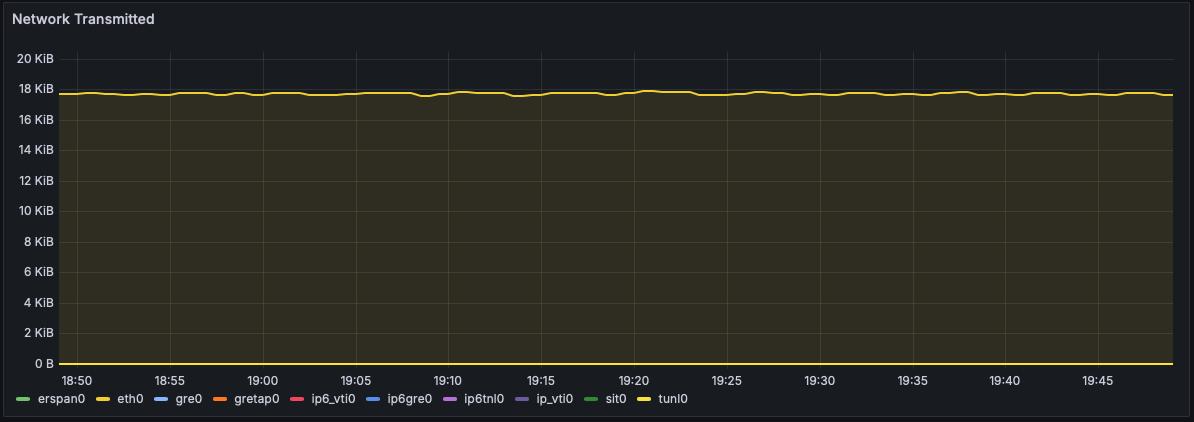 Network Transmitted
20 KiB
18 KiB
16 KiB
14 KiB
12 KiB
10 KiB
8 KiB
6 KiB
4 KiB
2 KiB
0 B
18:50 18:55 19:00 19:05 19:10 19:15 19:20 19:25 19:30 19:35 19:40 19:45
erspan0 eth0 gre0 gretap0 ip6_vti0 ip6gre0 ip6tnl0 ip_vti0 sit0 tunl0